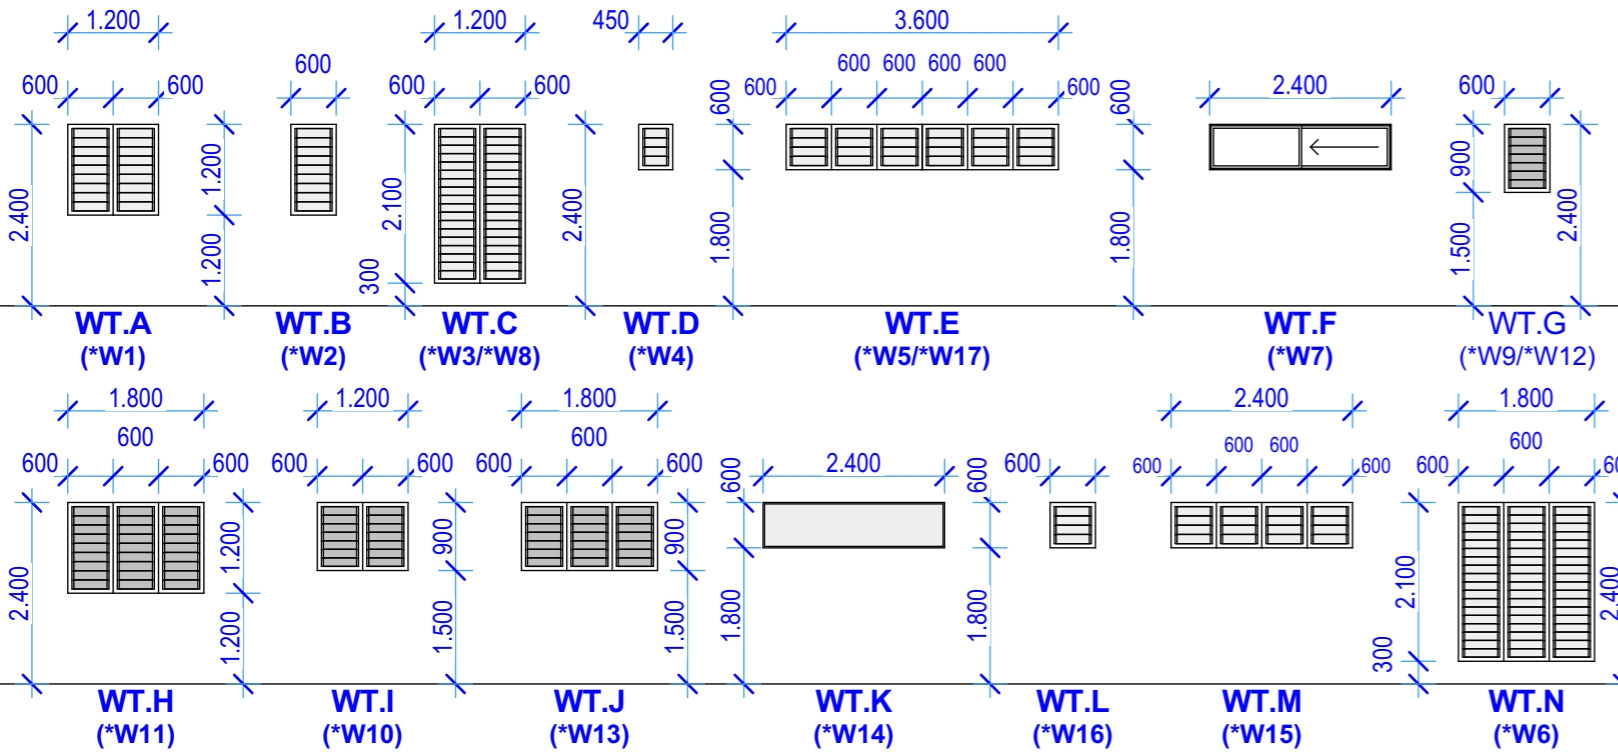 1.200
1.200
450
3.600
600
600 600 600 600
600 600
600 600
600
600
600
2.400
600
1.200
2.400
1.200
2.100
300
2.400
1.800
1.800
900
1.500
2.400
WT.A
WT.B
WT.C
WT.D
WT.E
WT.F
WT.G
(*W1)
(*W2)
(*W3/*W8)
(*W4)
(*W5/*W17)
(*W7)
(*W9/*W12)
1.800
1.200
1.800
2.400
1.800
600
600
600 600
600
600 600
600 600
600 600
600
2.400
600
600
600 600
600
2.400
1.200
1.200
900
1.500
900
1.500
1.800
1.800
2.100
300
2.400
WT.H
WT.I
WT.J
WT.K
WT.L
WT.M
WT.N
(*W11)
(*W10)
(*W13)
(*W14)
(*W16)
(*W15)
(*W6)